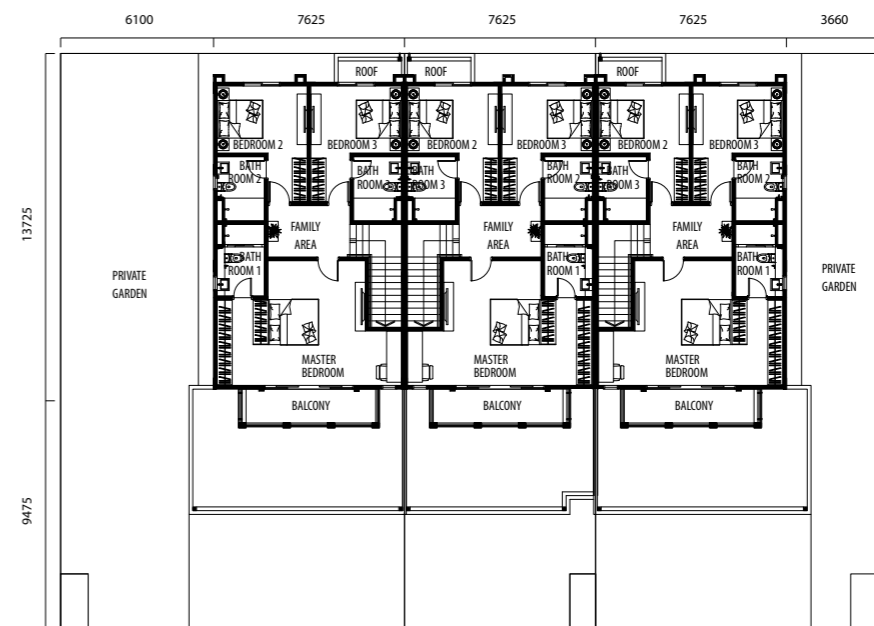 6100 7625 7625 7625 3660
ROOF ROOF ROOF
BEDROOM 2 BEDROOM 3 BEDROOM 2 BEDROOM 3 BEDROOM 2 BEDROOM 3
BATH
ROOM 2
BATH
ROOM 3
BATH
ROOM 3
BATH
ROOM 2
BATH
ROOM 3
BATH
ROOM 2
13725
FAMILY
AREA
FAMILY
AREA
FAMILY
AREA
BATH
ROOM 1
BATH
ROOM 1
BATH
ROOM 1
PRIVATE
GARDEN
PRIVATE
GARDEN
MASTER
BEDROOM
MASTER
BEDROOM
MASTER
BEDROOM
BALCONY BALCONY BALCONY
9475